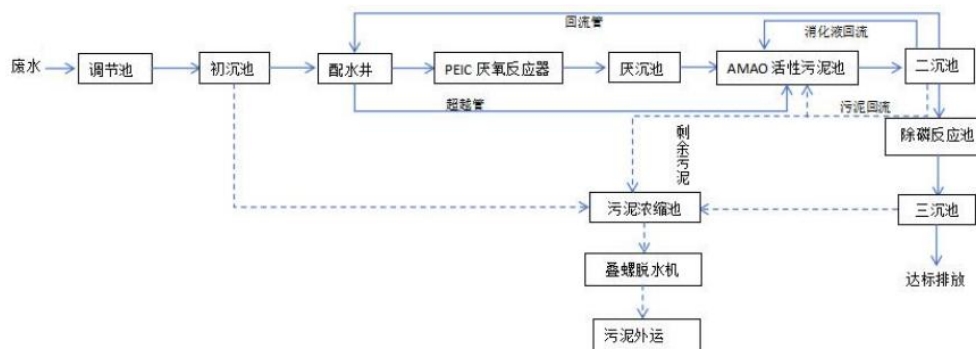 回流管
消化液回流
废水
调节池
初沉池
配水井
PEIC 厌氧反应器
厌沉池
AMAO 活性污泥池
二沉池
超越管
污泥回流
除磷反应池
剩余污泥
污泥浓缩池
三沉池
叠螺脱水机
达标排放
污泥外运